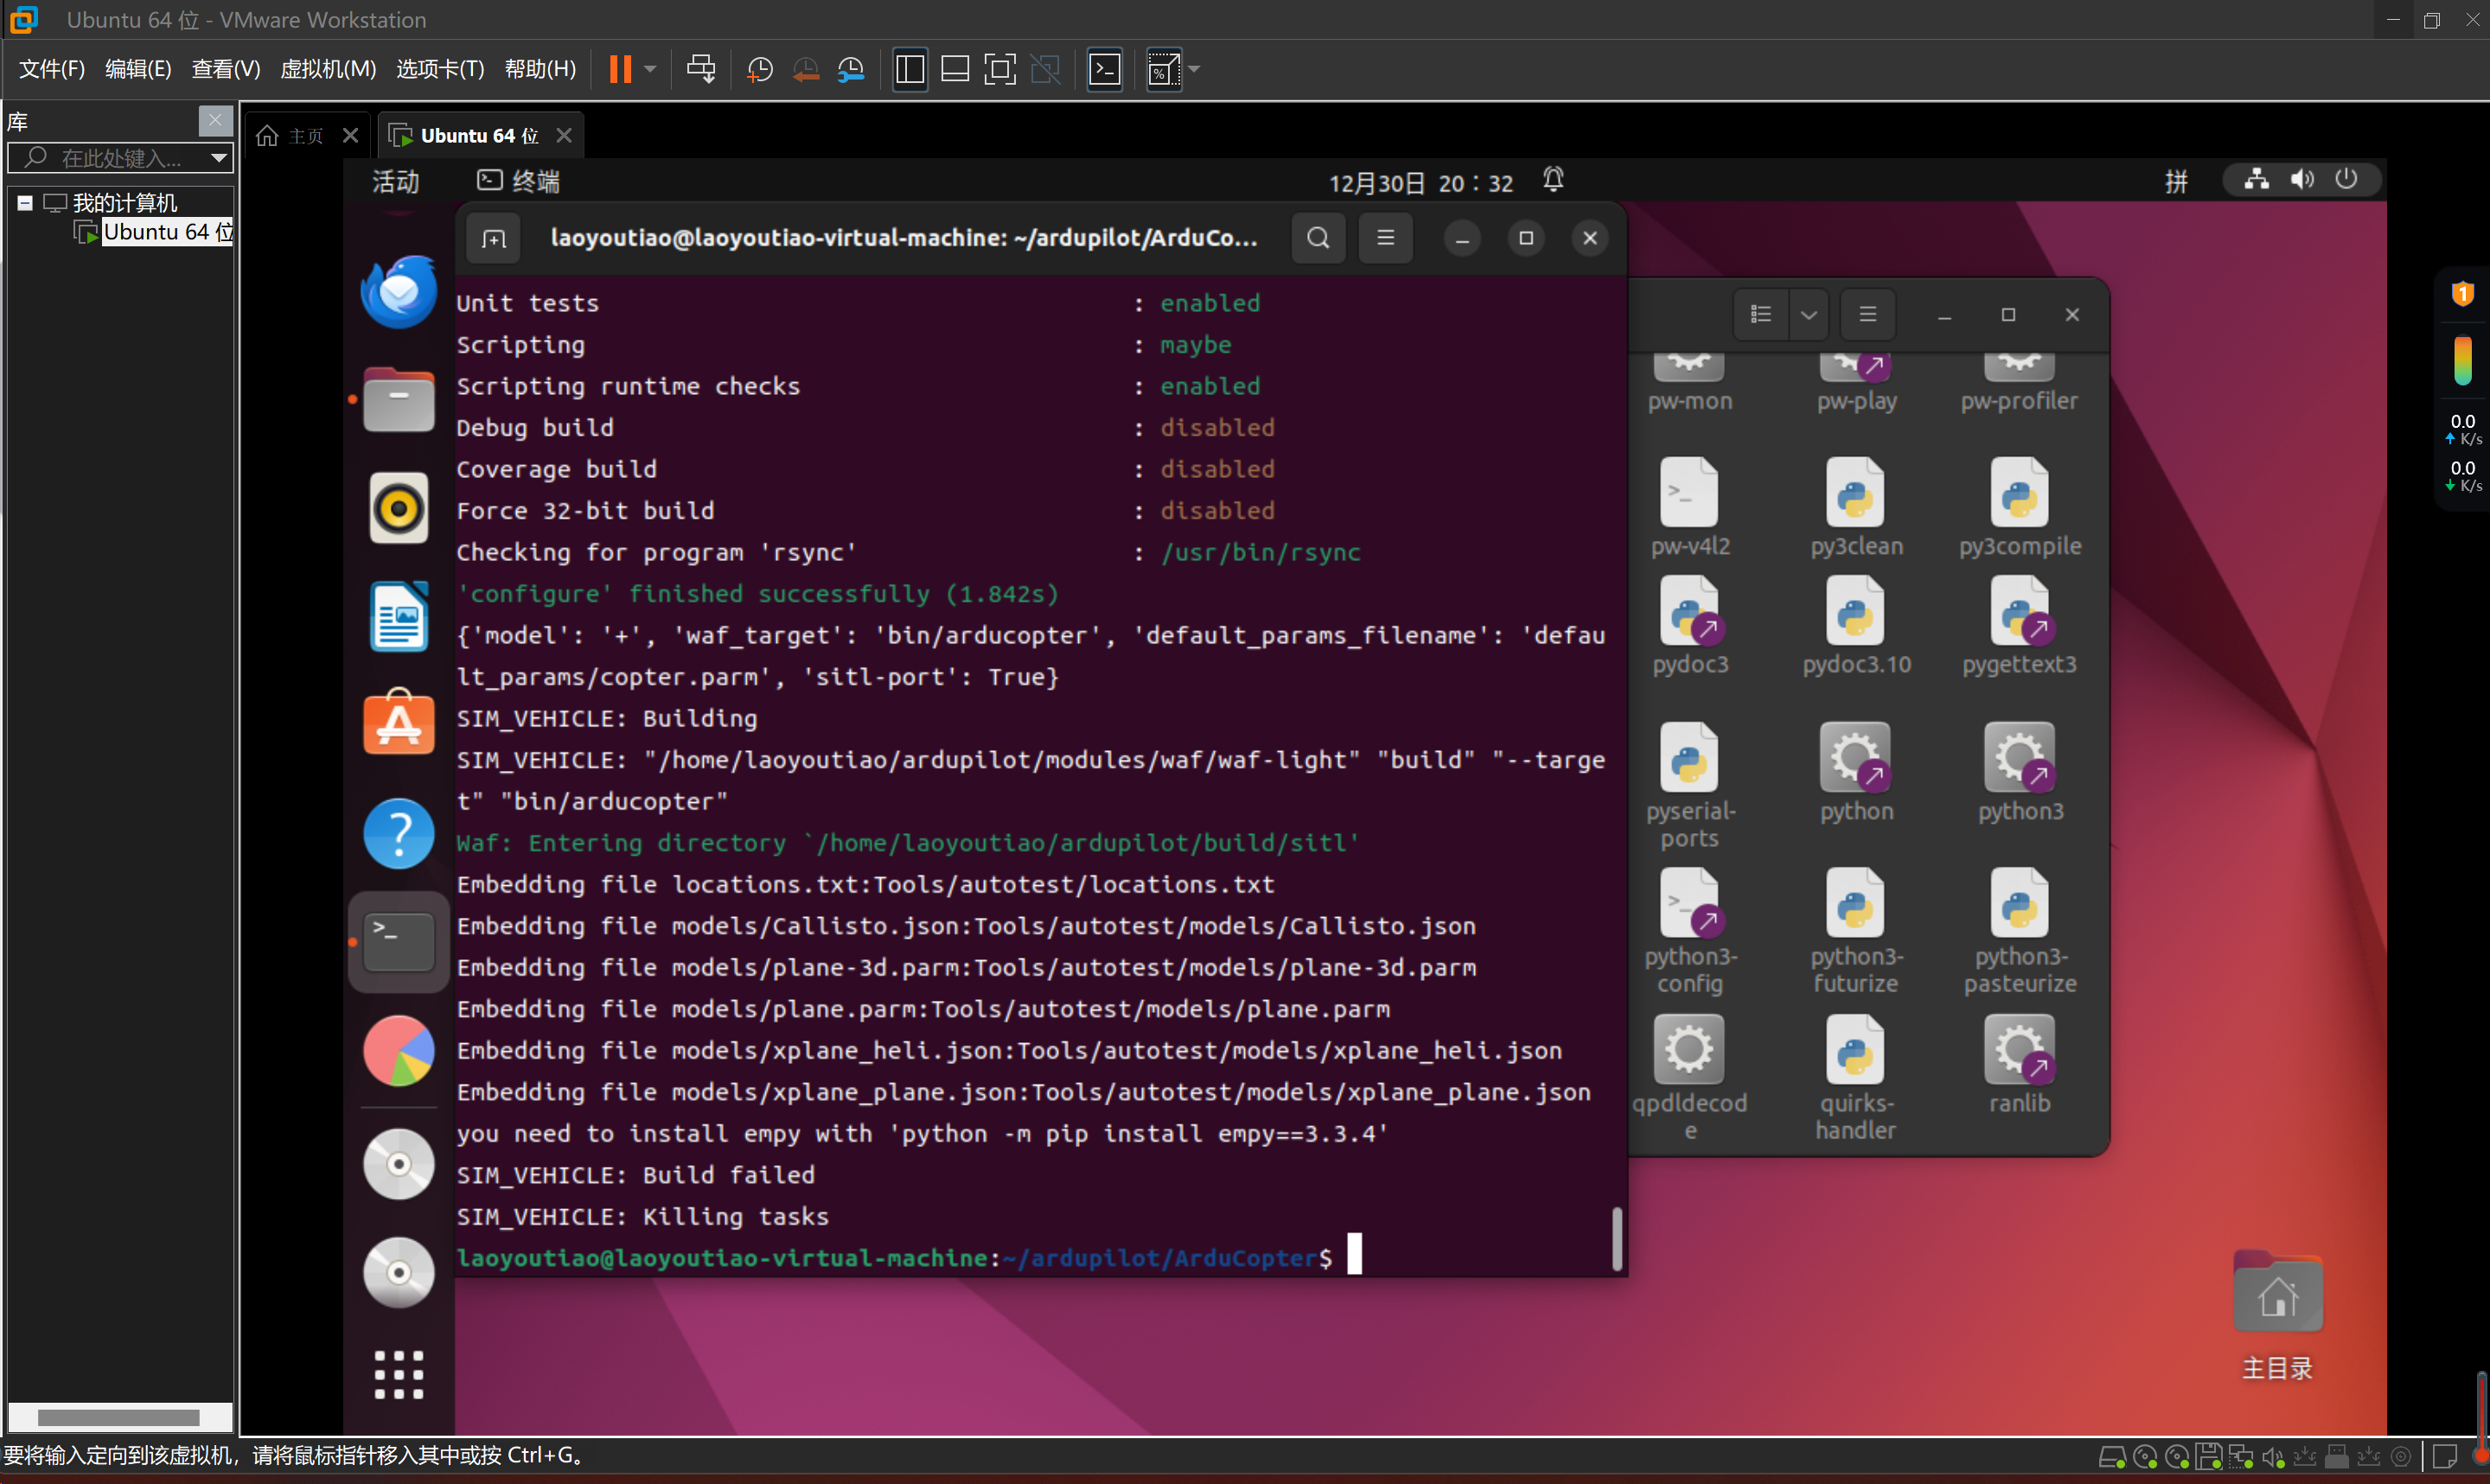 Ubuntu 64 位 - VMware Workstation
文件(F) 编辑(E) 查看(V) 虚拟机(M) 选项卡(T) 帮助(H)
库
在此处键入...
我的计算机
Ubuntu 64 位
主页
Ubuntu 64 位
活动
终端
12月30日 20：32
拼
laoyoutiao@laoyoutiao-virtual-machine: ~/ardupilot/ArduCo...
Unit tests : enabled
Scripting : maybe
Scripting runtime checks : enabled
Debug build : disabled
Coverage build : disabled
Force 32-bit build : disabled
Checking for program 'rsync' : /usr/bin/rsync
'configure' finished successfully (1.842s)
{'model': '+', 'waf_target': 'bin/arducopter', 'default_params_filename': 'defau
lt_params/copter.parm', 'sitl-port': True}
SIM_VEHICLE: Building
SIM_VEHICLE: "/home/laoyoutiao/ardupilot/modules/waf/waf-light" "build" "--targe
t" "bin/arducopter"
Waf: Entering directory `/home/laoyoutiao/ardupilot/build/sitl'
Embedding file locations.txt:Tools/autotest/locations.txt
Embedding file models/Callisto.json:Tools/autotest/models/Callisto.json
Embedding file models/plane-3d.parm:Tools/autotest/models/plane-3d.parm
Embedding file models/plane.parm:Tools/autotest/models/plane.parm
Embedding file models/xplane_heli.json:Tools/autotest/models/xplane_heli.json
Embedding file models/xplane_plane.json:Tools/autotest/models/xplane_plane.json
you need to install empy with 'python -m pip install empy==3.3.4'
SIM_VEHICLE: Build failed
SIM_VEHICLE: Killing tasks
laoyoutiao@laoyoutiao-virtual-machine:~/ardupilot/ArduCopter$
pw-mon pw-play pw-profiler
pw-v4l2 py3clean py3compile
pydoc3 pydoc3.10 pygettext3
pyserial-
ports
python python3
python3-
config
python3-
futurize
python3-
pasteurize
qpdldecod
e
quirks-
handler
ranlib
主目录
1
0.0
K/s
0.0
K/s
要将输入定向到该虚拟机，请将鼠标指针移入其中或按 Ctrl+G。